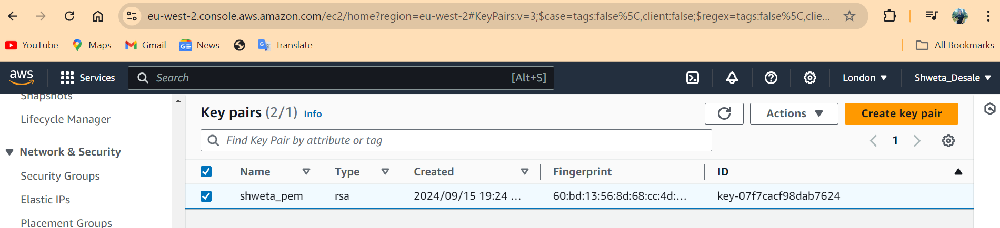 eu-west-2.console.aws.amazon.com/ec2/home?region=eu-west-2#KeyPairs:v=3;$case=tags:false%5C,client:false;$regex=tags:false%5C,clie...
YouTube Maps Gmail News Translate All Bookmarks
aws Services Search [Alt+S] London Shweta_Desale
Snapshots
Lifecycle Manager
Network & Security
Security Groups
Elastic IPs
Placement Groups
Key pairs (2/1) Info Actions Create key pair
Find Key Pair by attribute or tag 1
Name Type Created Fingerprint ID
shweta_pem rsa 2024/09/15 19:24 ... 60:bd:13:56:8d:68:cc:4d:... key-07f7cacf98dab7624